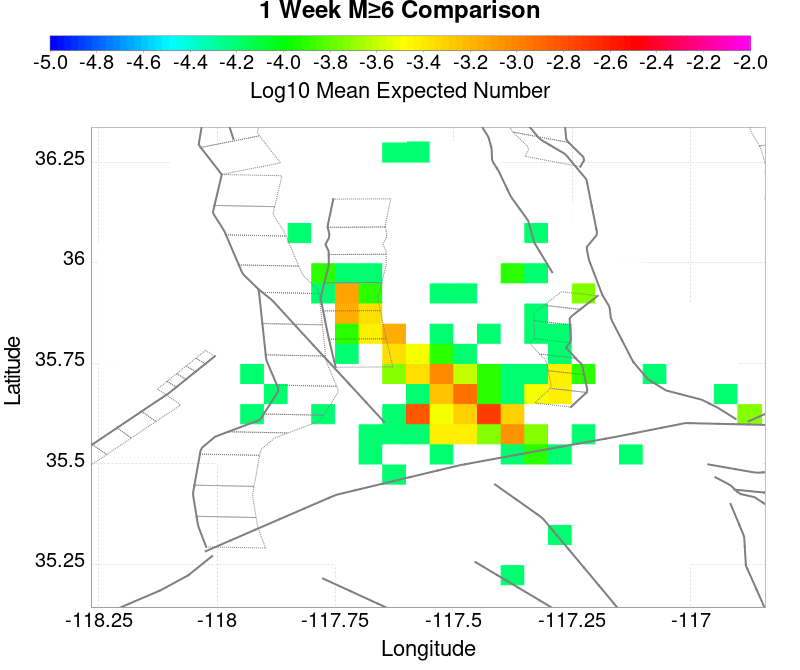 1 Week M≥6 Comparison
-5.0 -4.8 -4.6 -4.4 -4.2 -4.0 -3.8 -3.6 -3.4 -3.2 -3.0 -2.8 -2.6 -2.4 -2.2 -2.0
Log10 Mean Expected Number
36.25
36
35.75
35.5
35.25
Latitude
-118.25 -118 -117.75 -117.5 -117.25 -117
Longitude